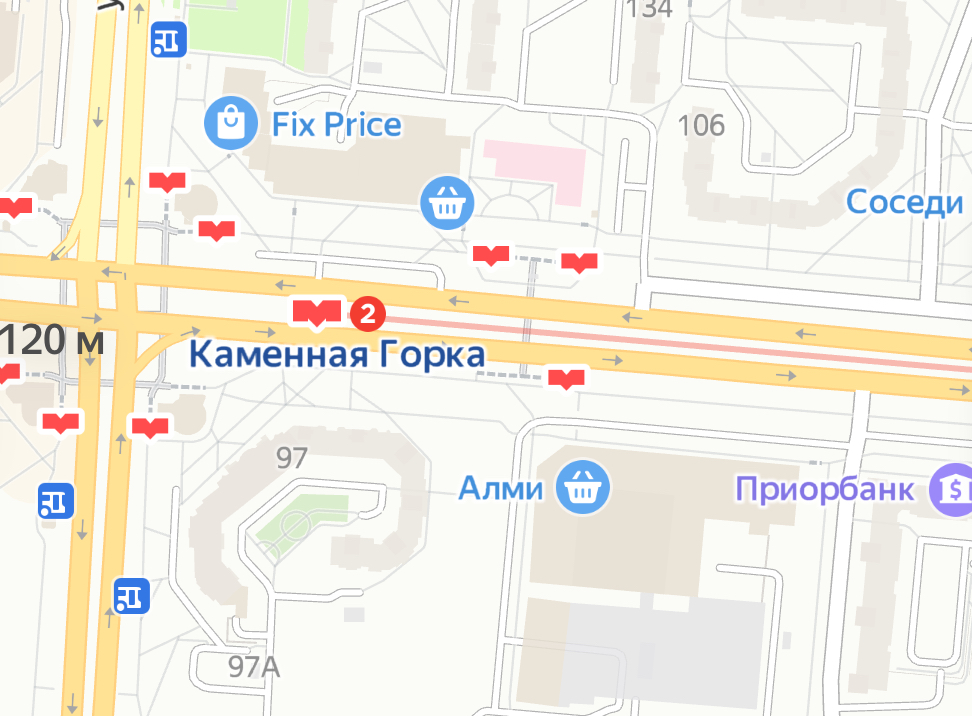 134
Fix Price
106
Соседи
2
120 м
Каменная Горка
97
Алми
Приорбанк
97А